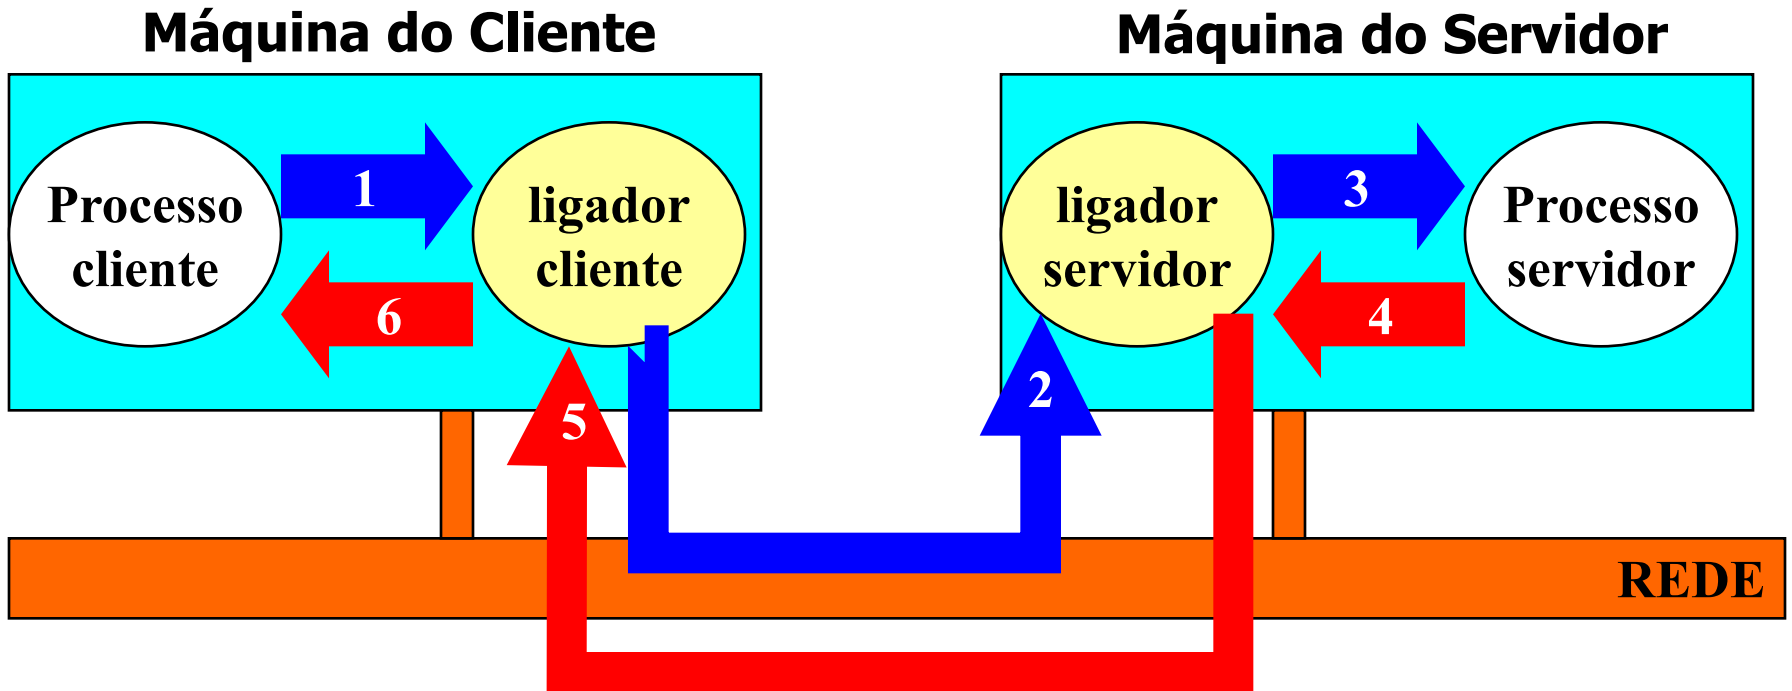 Máquina do Cliente
Máquina do Servidor
Processo
cliente
1
6
ligador
cliente
ligador
servidor
3
4
Processo
servidor
5
2
REDE